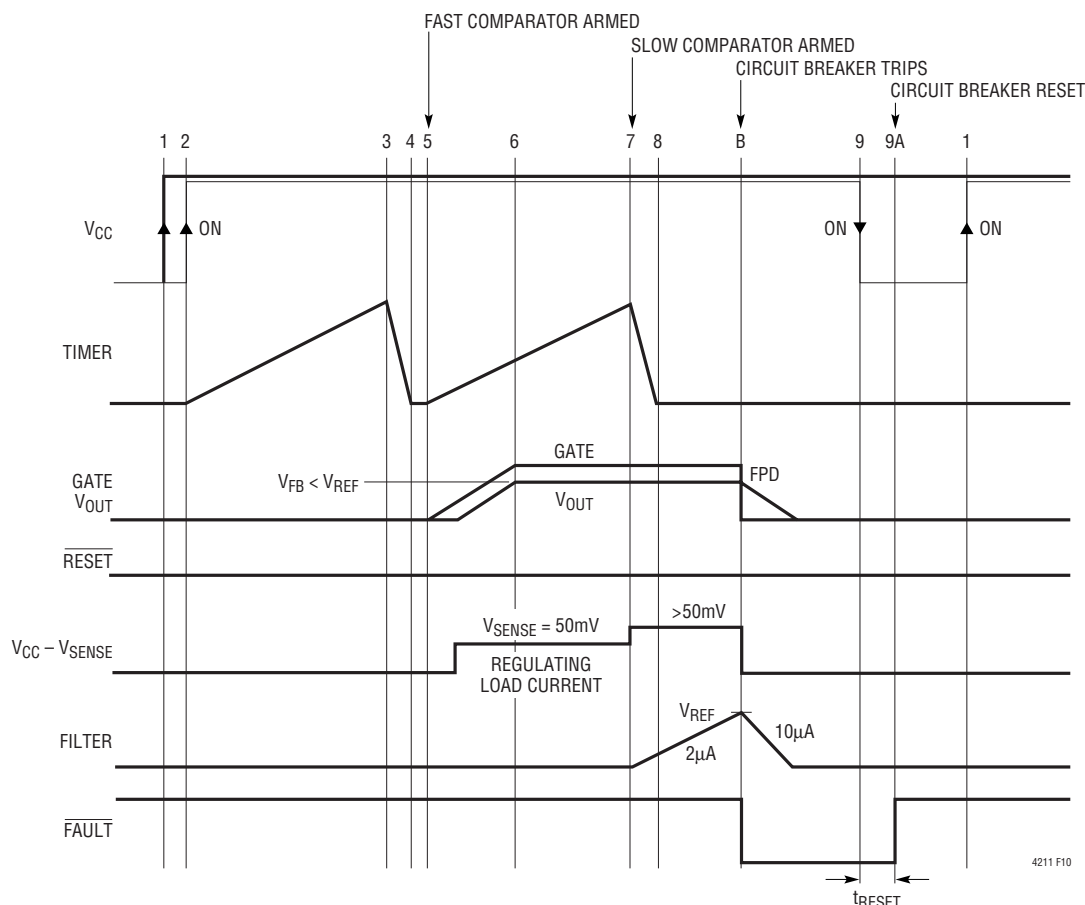 FAST COMPARATOR ARMED
SLOW COMPARATOR ARMED
CIRCUIT BREAKER TRIPS
CIRCUIT BREAKER RESET
1 2 3 4 5 6 7 8 B 9 9A 1
VCC
ON
ON
ON
TIMER
GATE
VOUT
VFB < VREF
GATE
VOUT
FPD
RESET
VCC – VSENSE
VSENSE = 50mV
>50mV
REGULATING
LOAD CURRENT
FILTER
VREF
2µA
10µA
FAULT
4211 F10
tRESET